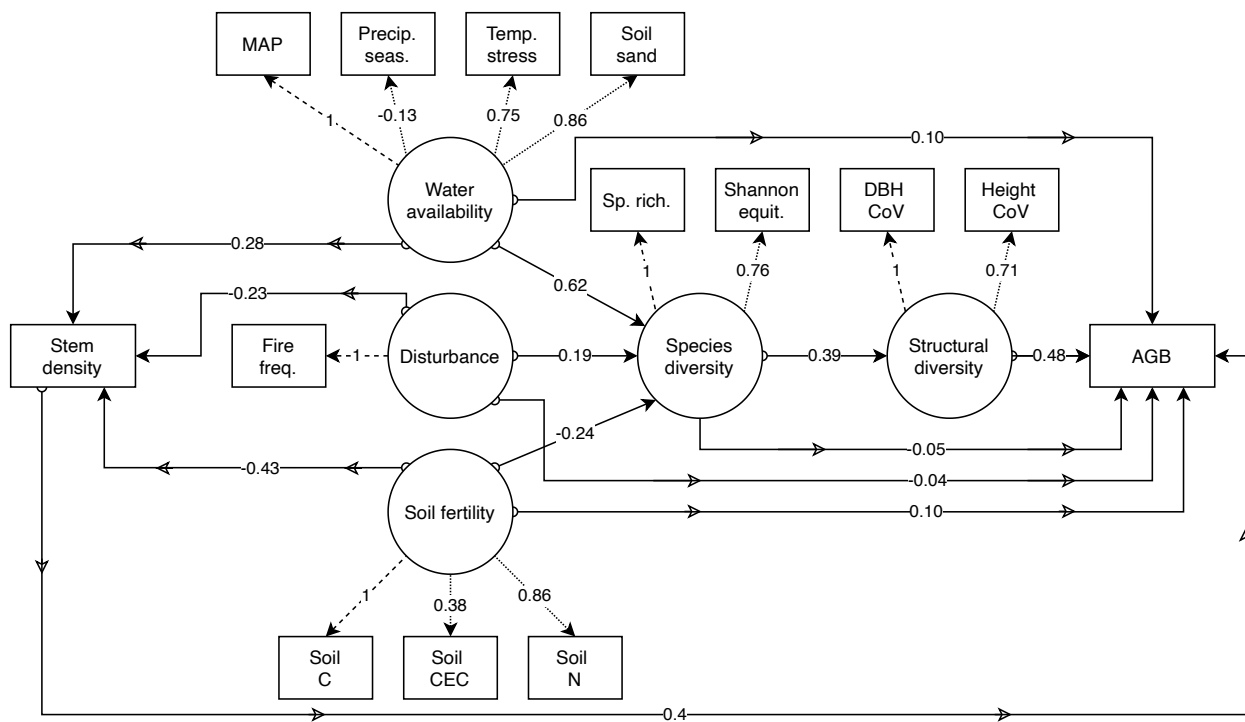 MAP
Precip.
seas.
Temp.
stress
Soil
sand
1
-0.13
0.75
0.86
0.10
Water
availability
Sp. rich.
Shannon
equit.
DBH
CoV
Height
CoV
0.28
0.62
1
0.76
1
0.71
-0.23
Stem
density
Fire
freq.
1
Disturbance
0.19
Species
diversity
0.39
Structural
diversity
0.48
AGB
-0.24
-0.05
-0.43
-0.04
Soil fertility
0.10
1
0.38
0.86
Soil
C
Soil
CEC
Soil
N
0.4